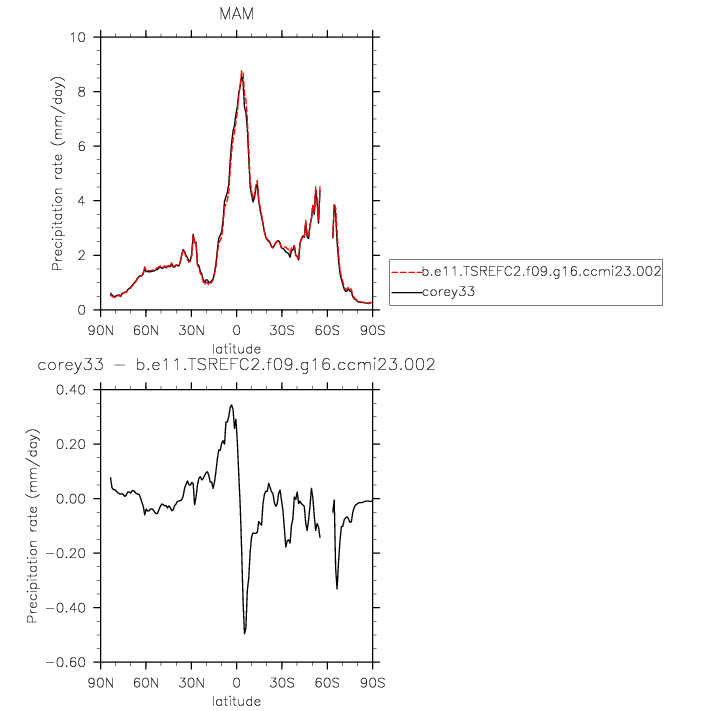 MAM
Precipitation rate (mm/day)
10
8
6
4
2
0
90N 60N 30N 0 30S 60S 90S
latitude
b.e11.TSREFC2.f09.g16.ccmi23.002
corey33
corey33 − b.e11.TSREFC2.f09.g16.ccmi23.002
Precipitation rate (mm/day)
0.40
0.20
0.00
−0.20
−0.40
−0.60
90N 60N 30N 0 30S 60S 90S
latitude